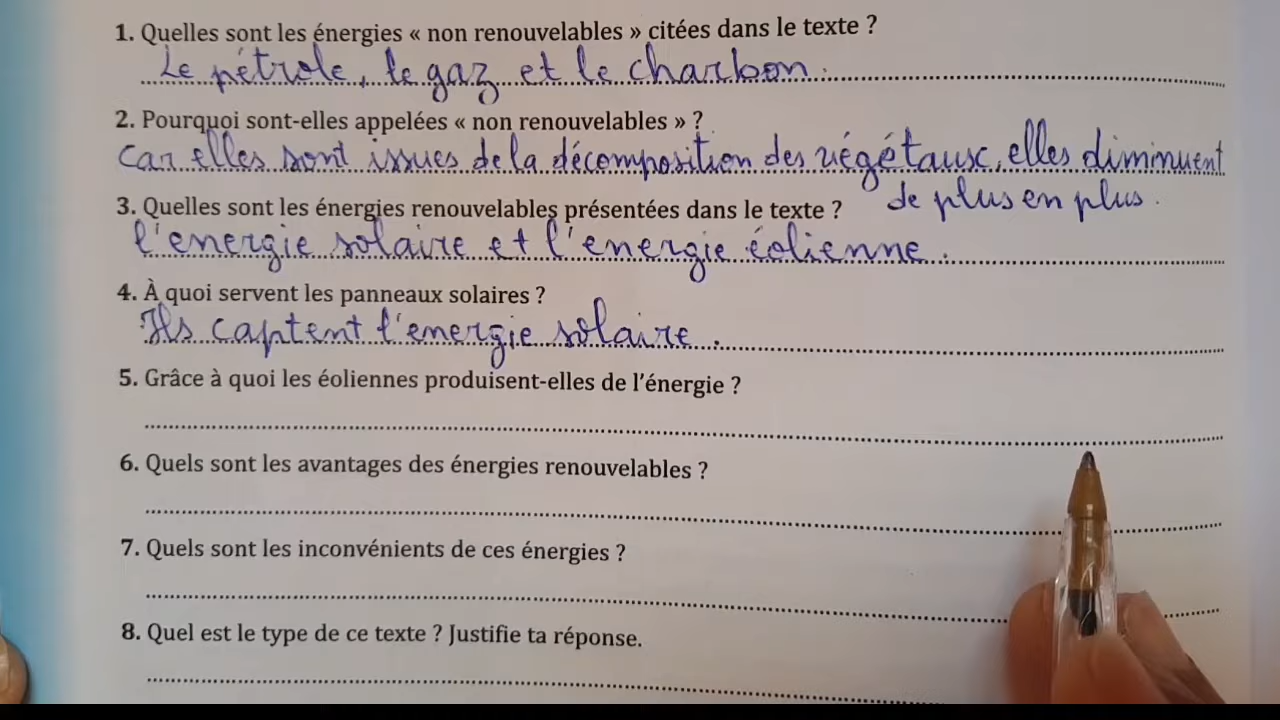 1. Quelles sont les énergies « non renouvelables » citées dans le texte ?
Le pétrole, le gaz et le charbon.
2. Pourquoi sont-elles appelées « non renouvelables » ?
Car elles sont issues de la décomposition des végétaux, elles diminuent
de plus en plus.
3. Quelles sont les énergies renouvelables présentées dans le texte ?
l'energie solaire et l'energie éolienne.
4. À quoi servent les panneaux solaires ?
Ils captent l'energie solaire.
5. Grâce à quoi les éoliennes produisent-elles de l'énergie ?
6. Quels sont les avantages des énergies renouvelables ?
7. Quels sont les inconvénients de ces énergies ?
8. Quel est le type de ce texte ? Justifie ta réponse.